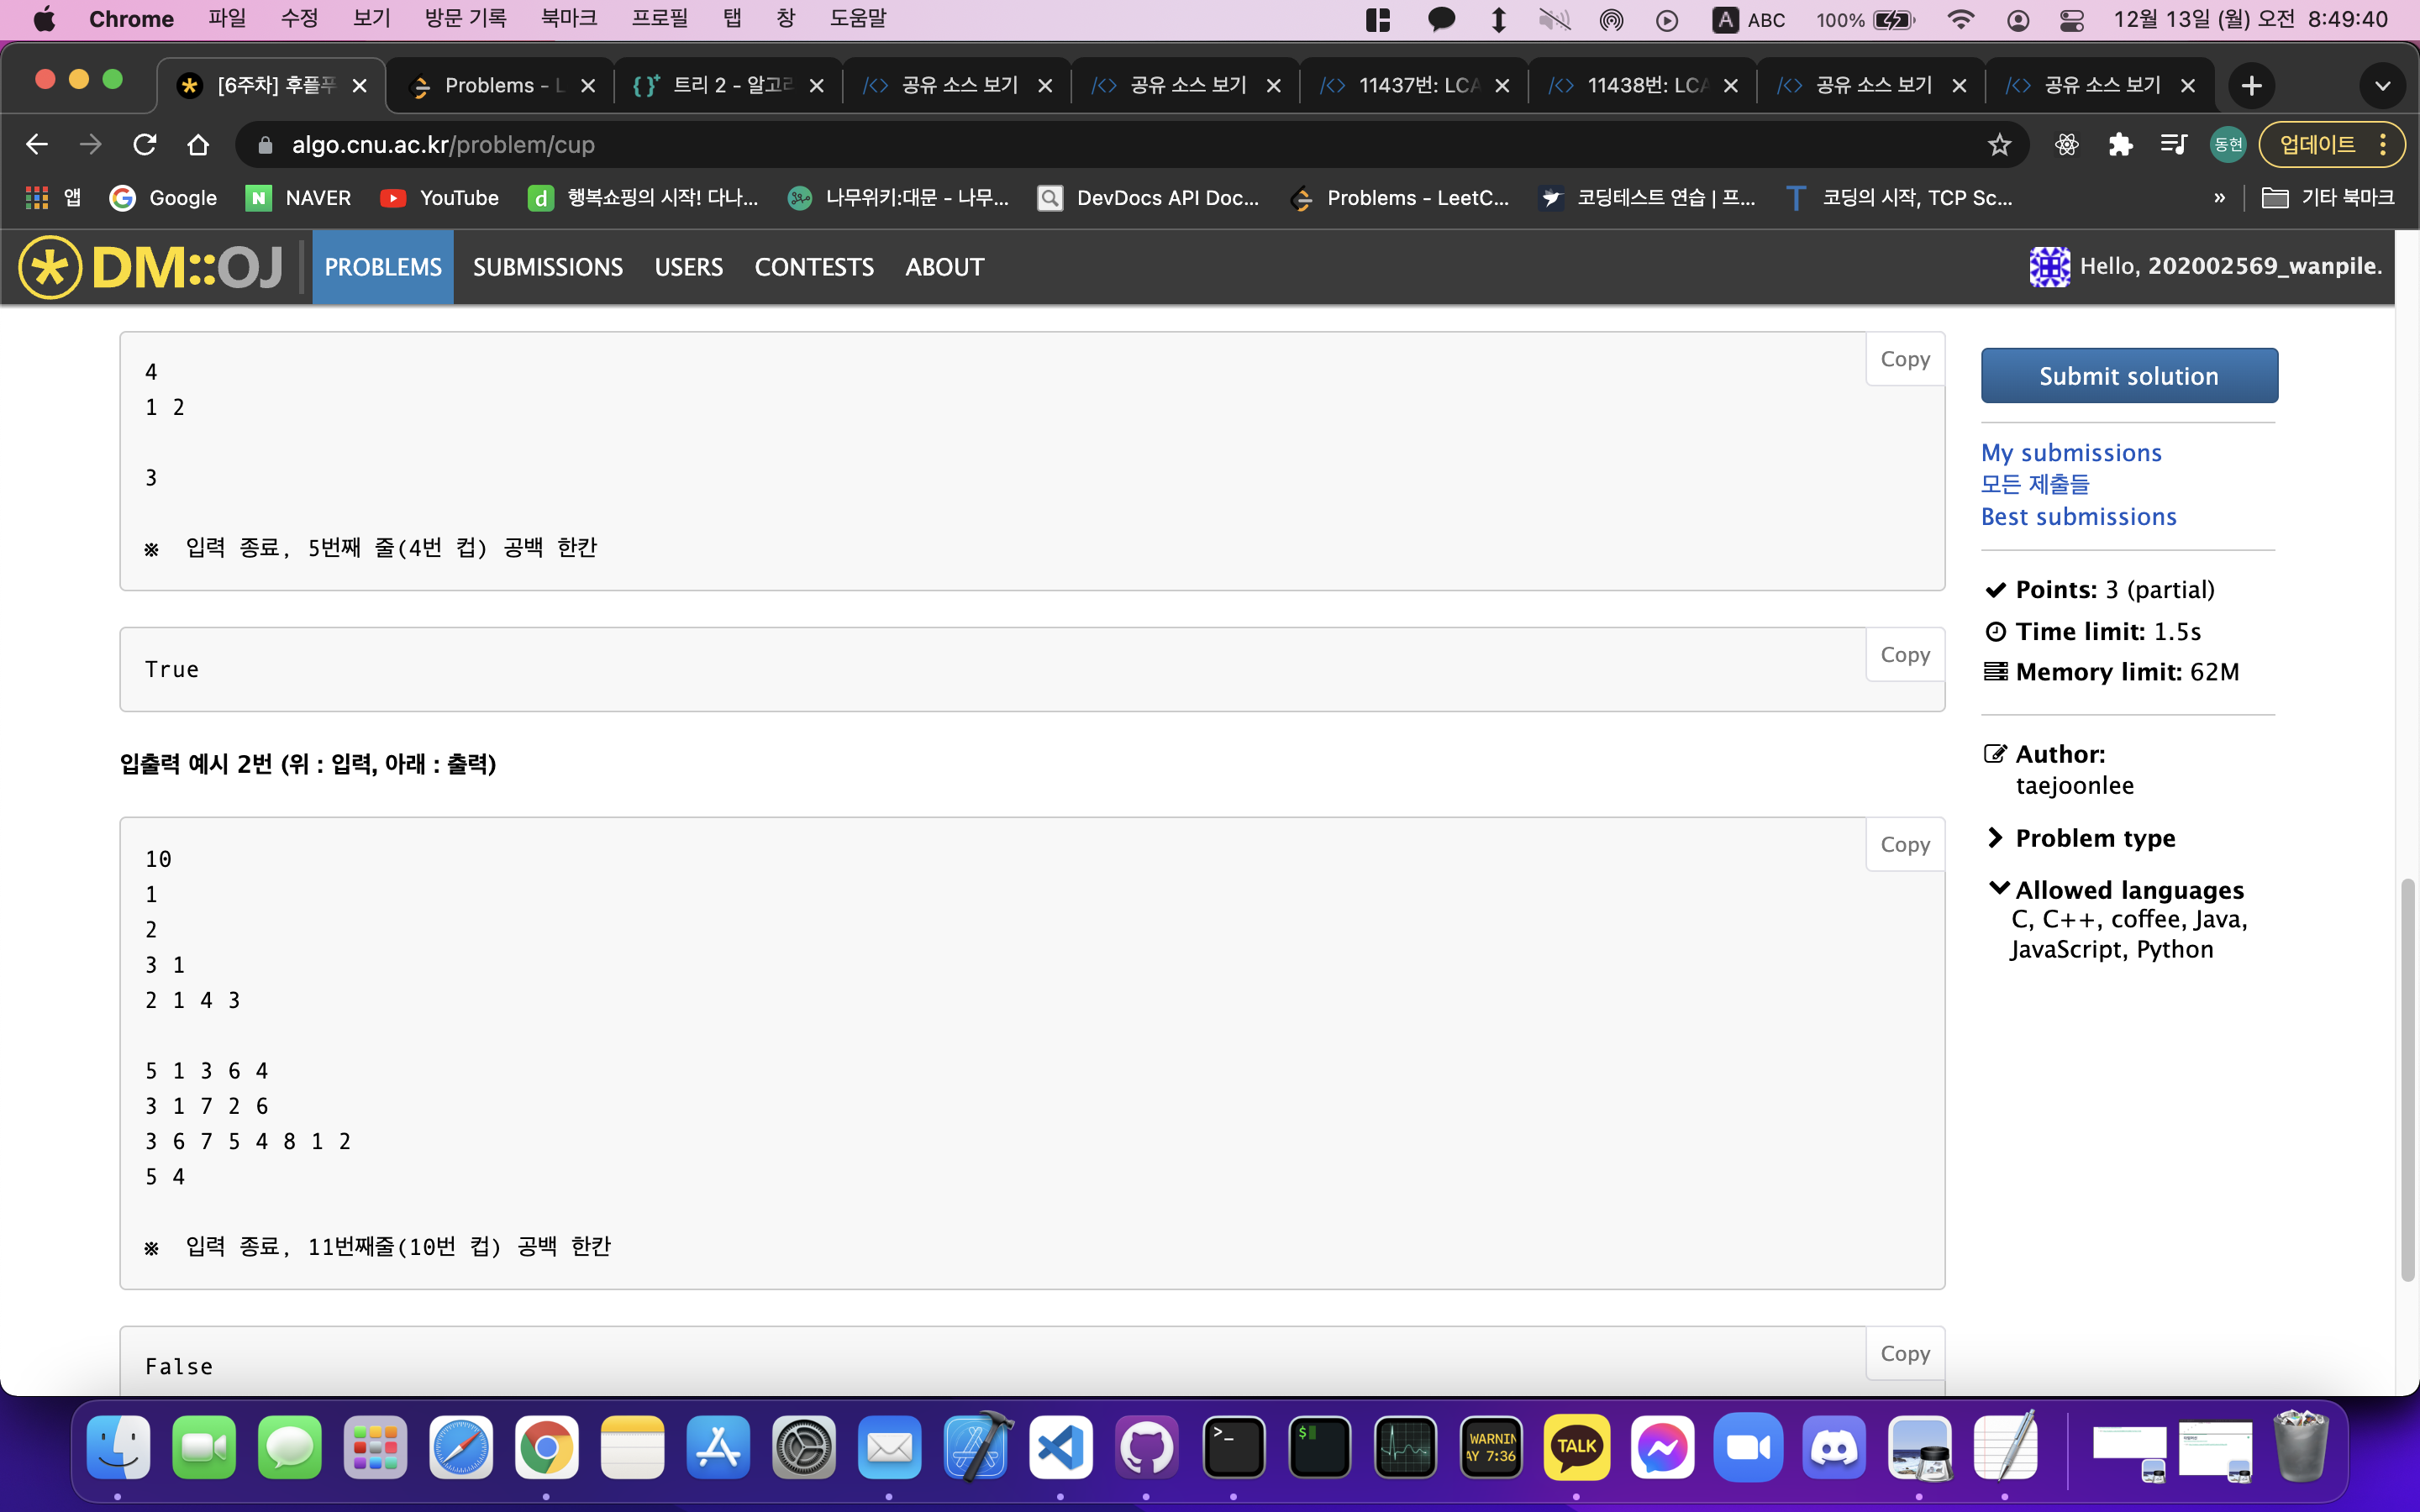 Chrome 파일 수정 보기 방문 기록 북마크 프로필 탭 창 도움말 A ABC 100% 12월 13일 (월) 오전 8:49:40
[6주차] 후플푸 Problems - L 트리 2 - 알고리 공유 소스 보기 공유 소스 보기 11437번: LCA 11438번: LCA 공유 소스 보기 공유 소스 보기
algo.cnu.ac.kr/problem/cup 동현 업데이트
앱 Google NAVER YouTube 행복쇼핑의 시작! 다나... 나무위키:대문 - 나무... DevDocs API Doc... Problems - LeetC... 코딩테스트 연습 | 프... 코딩의 시작, TCP Sc... » 기타 북마크
DM::OJ PROBLEMS SUBMISSIONS USERS CONTESTS ABOUT Hello, 202002569_wanpile.
Copy
4
1 2
3
※ 입력 종료, 5번째 줄(4번 컵) 공백 한칸
Copy
True
입출력 예시 2번 (위 : 입력, 아래 : 출력)
Copy
10
1
2
3 1
2 1 4 3
5 1 3 6 4
3 1 7 2 6
3 6 7 5 4 8 1 2
5 4
※ 입력 종료, 11번째줄(10번 컵) 공백 한칸
Copy
False
Submit solution
My submissions
모든 제출들
Best submissions
Points: 3 (partial)
Time limit: 1.5s
Memory limit: 62M
Author:
taejoonlee
Problem type
Allowed languages
C, C++, coffee, Java,
JavaScript, Python
WARNIN
AY 7:36
TALK